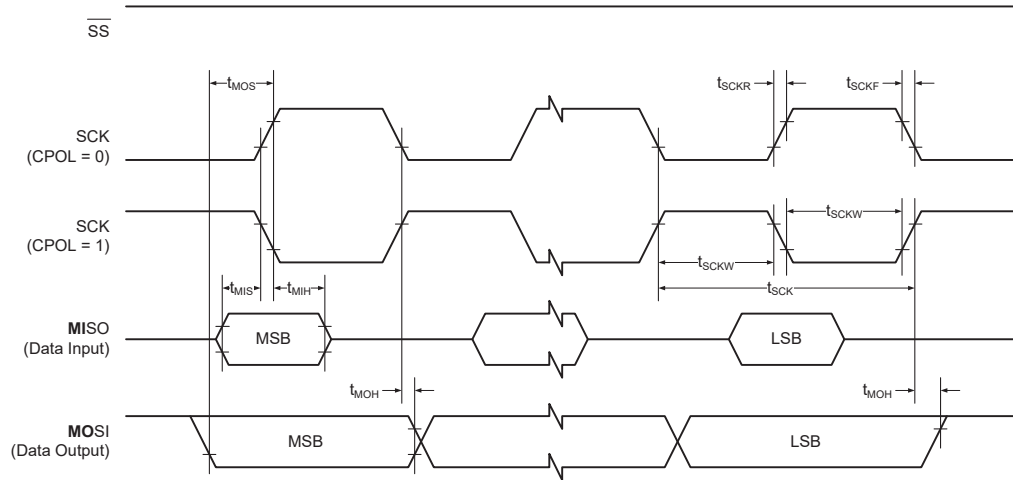 SS
tMOS
tSCKR
tSCKF
SCK
(CPOL = 0)
SCK
(CPOL = 1)
tSCKW
tSCKW
tMIS
tMIH
tSCK
MISO
(Data Input)
MSB
LSB
tMOH
tMOH
MOSI
(Data Output)
MSB
LSB